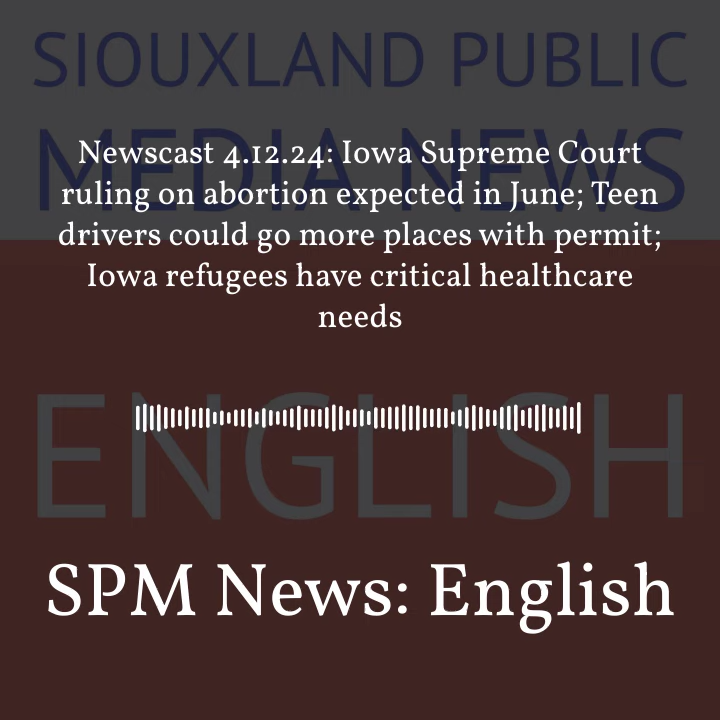 SIOUXLAND PUBLIC
MEDIA NEWS
Newscast 4.12.24: Iowa Supreme Court
ruling on abortion expected in June; Teen
drivers could go more places with permit;
Iowa refugees have critical healthcare
needs
ENGLISH
SPM News: English